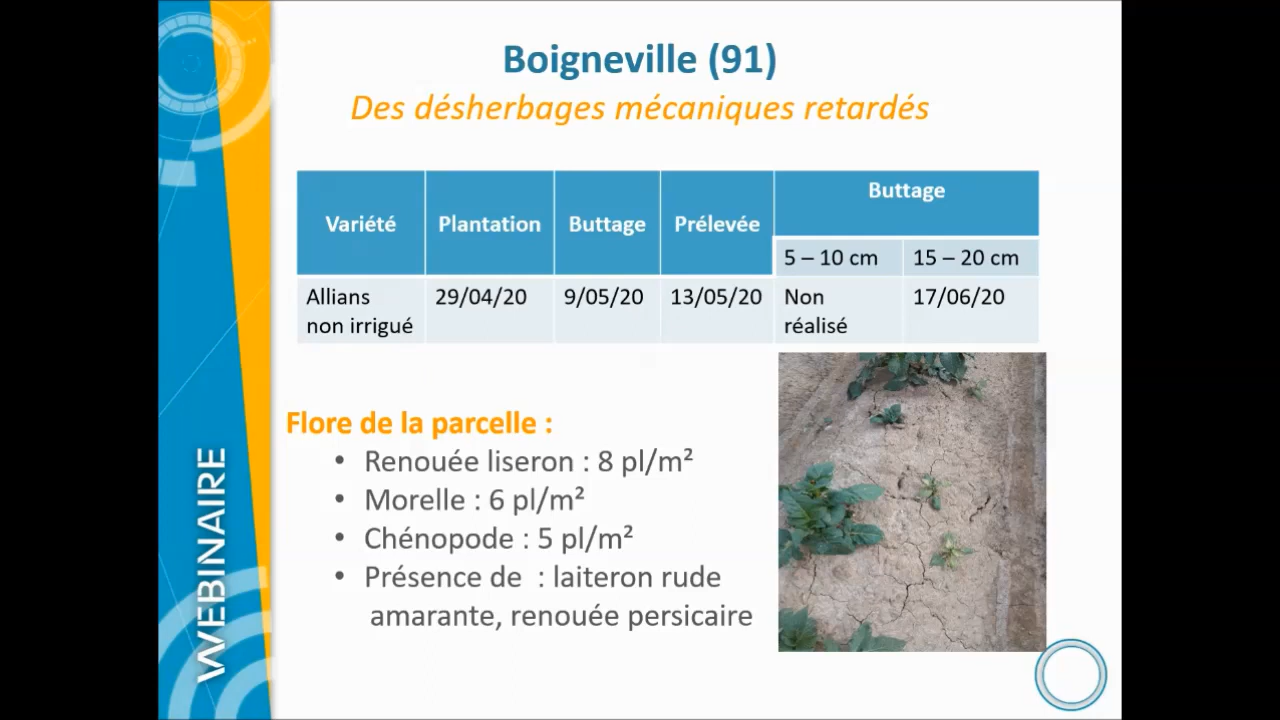 Boigneville (91)
Des désherbages mécaniques retardés
Variété Plantation Buttage Prélevée Buttage
5 – 10 cm 15 – 20 cm
Allians 29/04/20 9/05/20 13/05/20 Non 17/06/20
non irrigué réalisé
Flore de la parcelle :
• Renouée liseron : 8 pl/m²
• Morelle : 6 pl/m²
• Chénopode : 5 pl/m²
• Présence de  : laiteron rude
amarante, renouée persicaire
WEBINAIRE